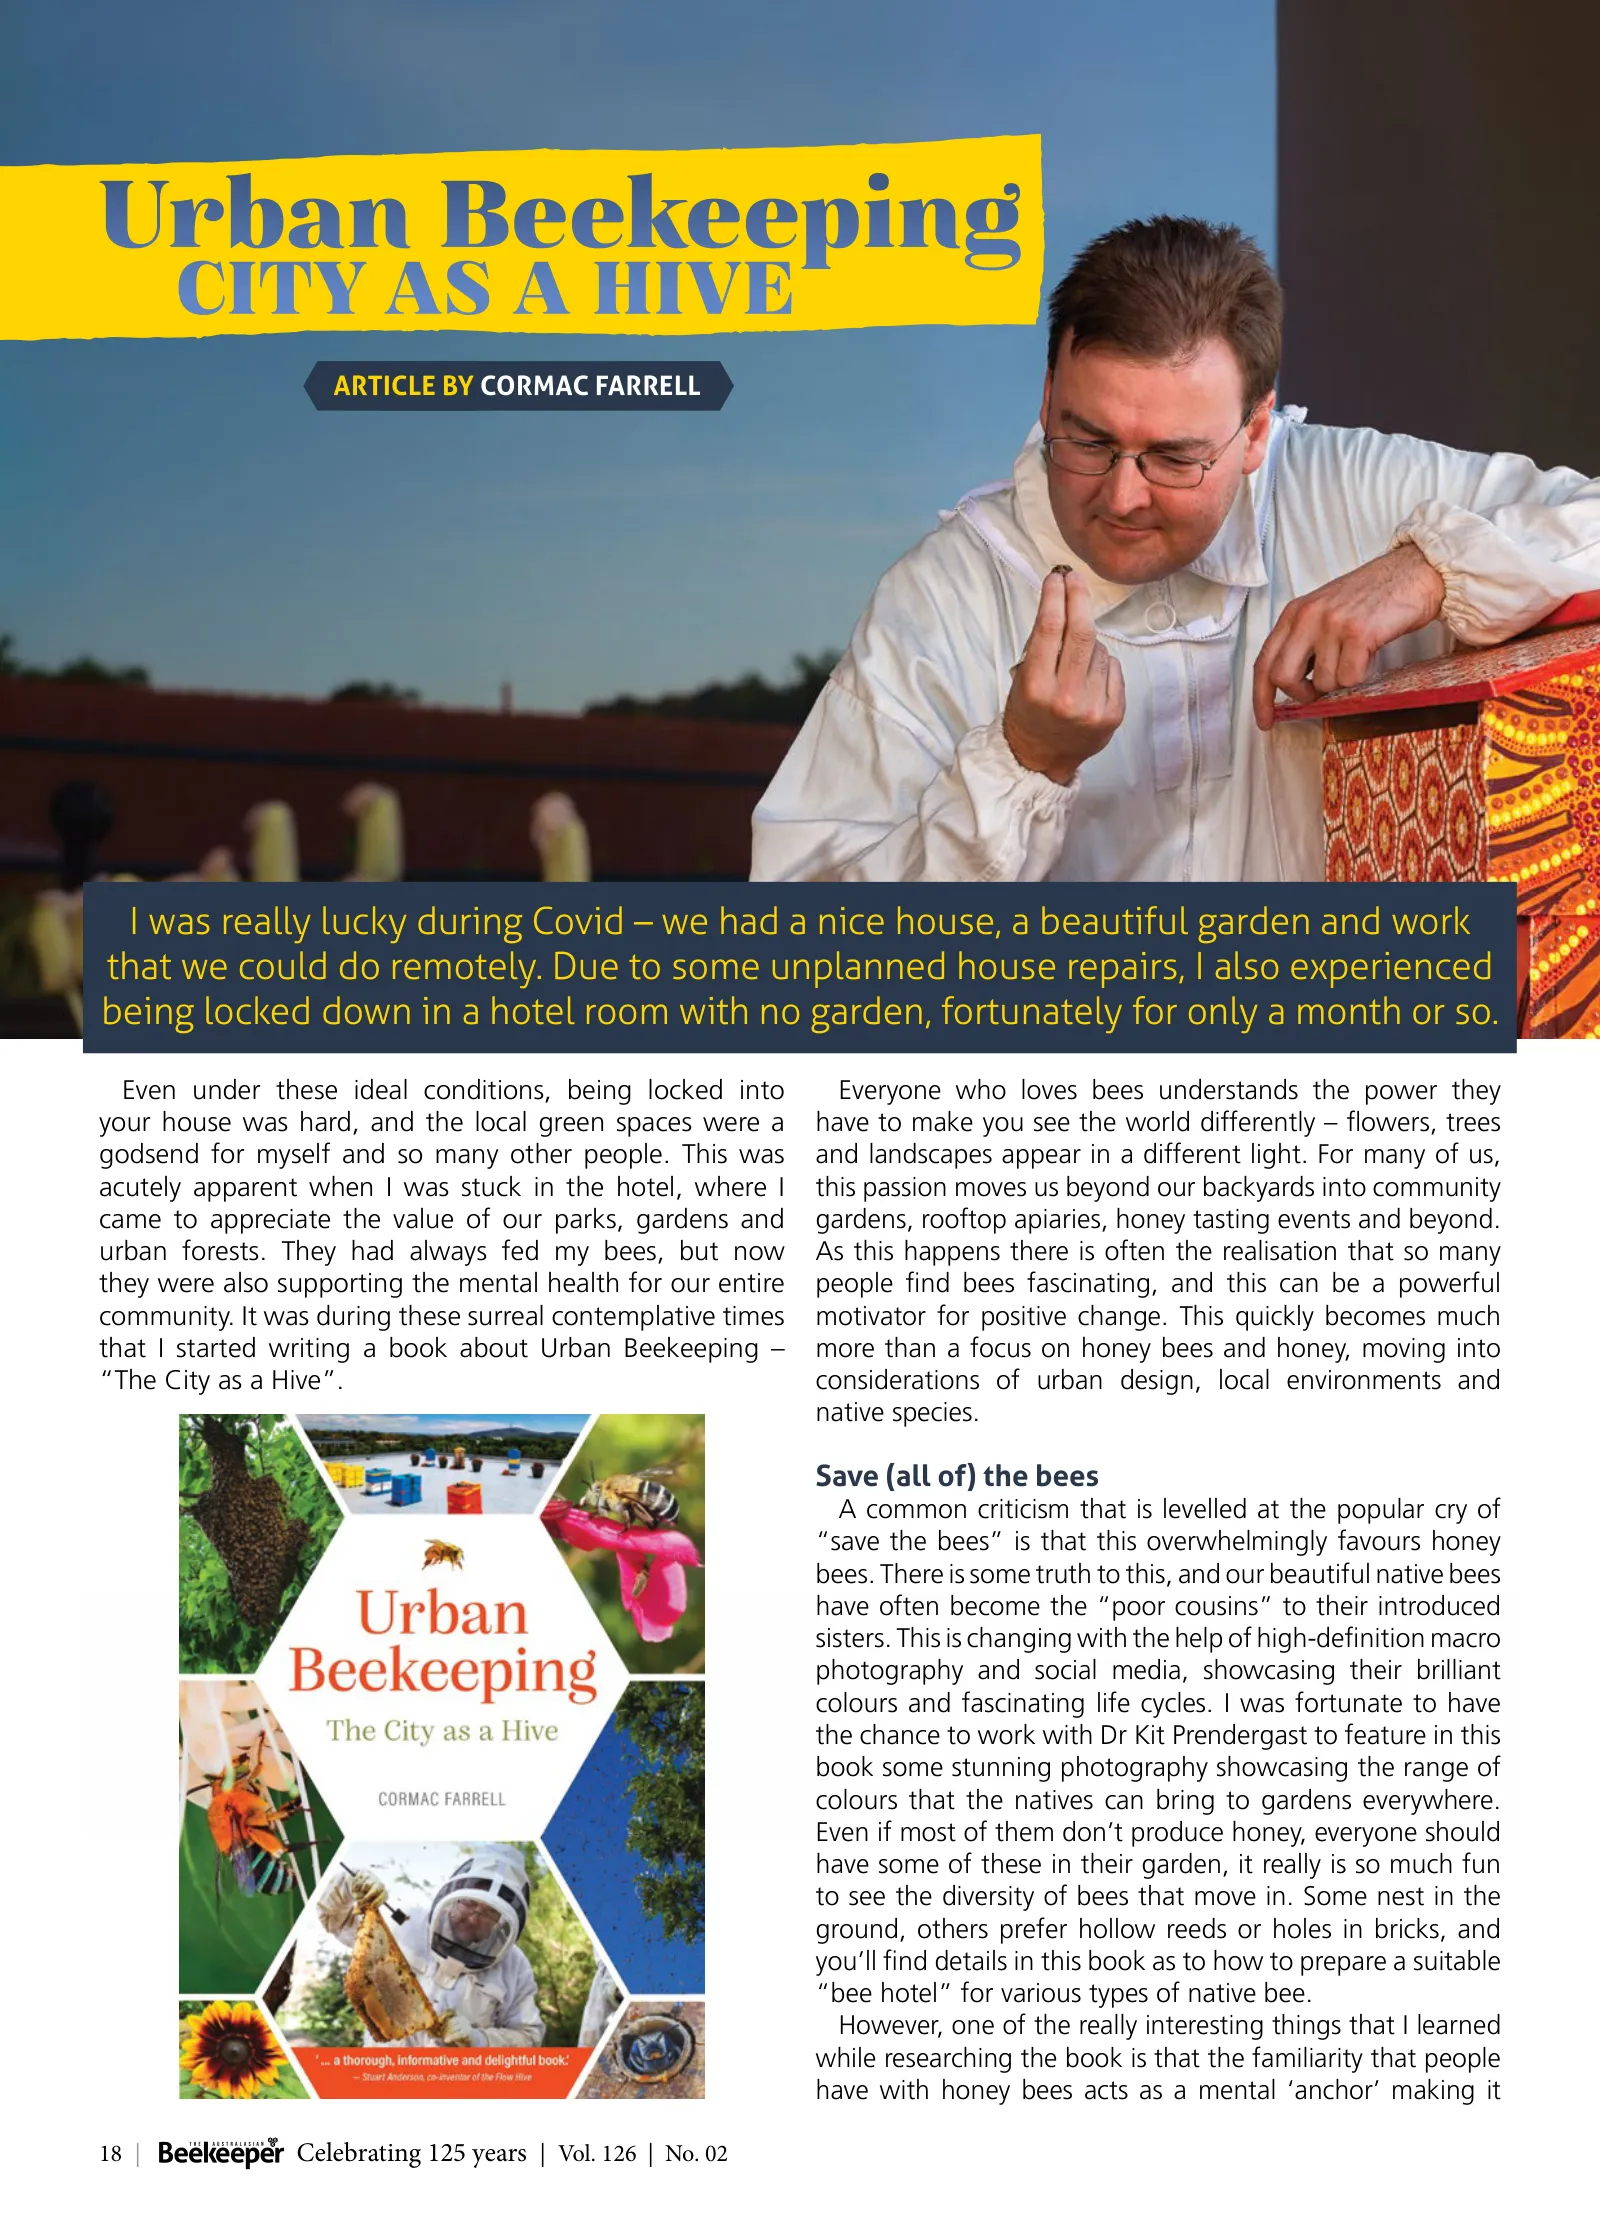 Urban Beekeeping
CITY AS A HIVE
ARTICLE BY CORMAC FARRELL
I was really lucky during Covid – we had a nice house, a beautiful garden and work
that we could do remotely. Due to some unplanned house repairs, I also experienced
being locked down in a hotel room with no garden, fortunately for only a month or so.
Even under these ideal conditions, being locked into
your house was hard, and the local green spaces were a
godsend for myself and so many other people. This was
acutely apparent when I was stuck in the hotel, where I
came to appreciate the value of our parks, gardens and
urban forests. They had always fed my bees, but now
they were also supporting the mental health for our entire
community. It was during these surreal contemplative times
that I started writing a book about Urban Beekeeping –
“The City as a Hive”.
Urban
Beekeeping
The City as a Hive
CORMAC FARRELL
‘... a thorough, informative and delightful book.’
– Stuart Anderson, co-inventor of the Flow Hive
Everyone who loves bees understands the power they
have to make you see the world differently – flowers, trees
and landscapes appear in a different light. For many of us,
this passion moves us beyond our backyards into community
gardens, rooftop apiaries, honey tasting events and beyond.
As this happens there is often the realisation that so many
people find bees fascinating, and this can be a powerful
motivator for positive change. This quickly becomes much
more than a focus on honey bees and honey, moving into
considerations of urban design, local environments and
native species.
Save (all of) the bees
A common criticism that is levelled at the popular cry of
“save the bees” is that this overwhelmingly favours honey
bees. There is some truth to this, and our beautiful native bees
have often become the “poor cousins” to their introduced
sisters. This is changing with the help of high-definition macro
photography and social media, showcasing their brilliant
colours and fascinating life cycles. I was fortunate to have
the chance to work with Dr Kit Prendergast to feature in this
book some stunning photography showcasing the range of
colours that the natives can bring to gardens everywhere.
Even if most of them don’t produce honey, everyone should
have some of these in their garden, it really is so much fun
to see the diversity of bees that move in. Some nest in the
ground, others prefer hollow reeds or holes in bricks, and
you’ll find details in this book as to how to prepare a suitable
“bee hotel” for various types of native bee.
However, one of the really interesting things that I learned
while researching the book is that the familiarity that people
have with honey bees acts as a mental ‘anchor’ making it
18 | THE AUSTRALASIAN Beekeeper Celebrating 125 years | Vol. 126 | No. 02